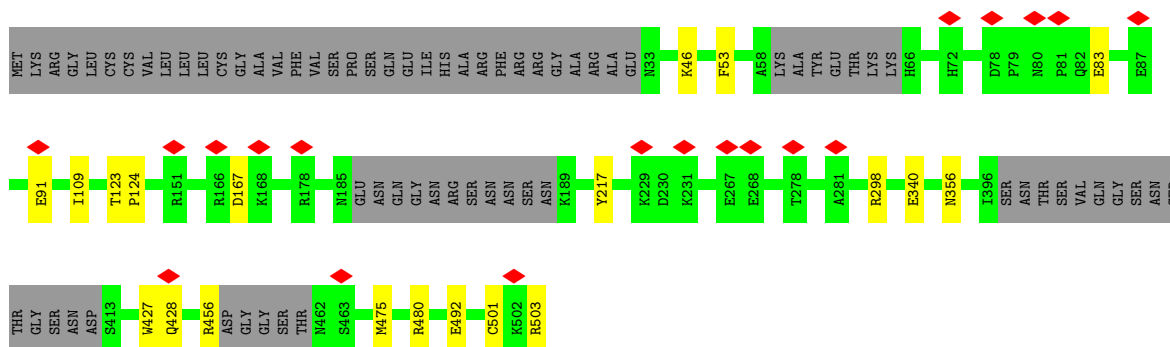 MET LYS ARG GLY LEU CYS CYS VAL LEU LEU LEU CYS GLY ALA VAL PHE VAL SER PRO SER GLN GLU ILE HIS ALA ARG PHE ARG ARG GLY ALA ARG ALA GLU N33 K46 F53 A58 LYS ALA TYR GLU THR LYS LYS H66 H72 D78 P79 N80 P81 Q82 E83 E87
E91 I109 T123 P124 R151 R166 D167 K168 R178 N185 GLU ASN GLN GLY ASN ARG SER ASN ASN SER ASN K189 Y217 K229 D230 K231 E267 E268 T278 A281 R298 E340 N356 I396 SER ASN THR SER VAL GLN GLY SER ASN
THR GLY SER ASN ASP S413 W427 Q428 R456 ASP GLY GLY SER THR N462 S463 M475 R480 E492 C501 K502 R503